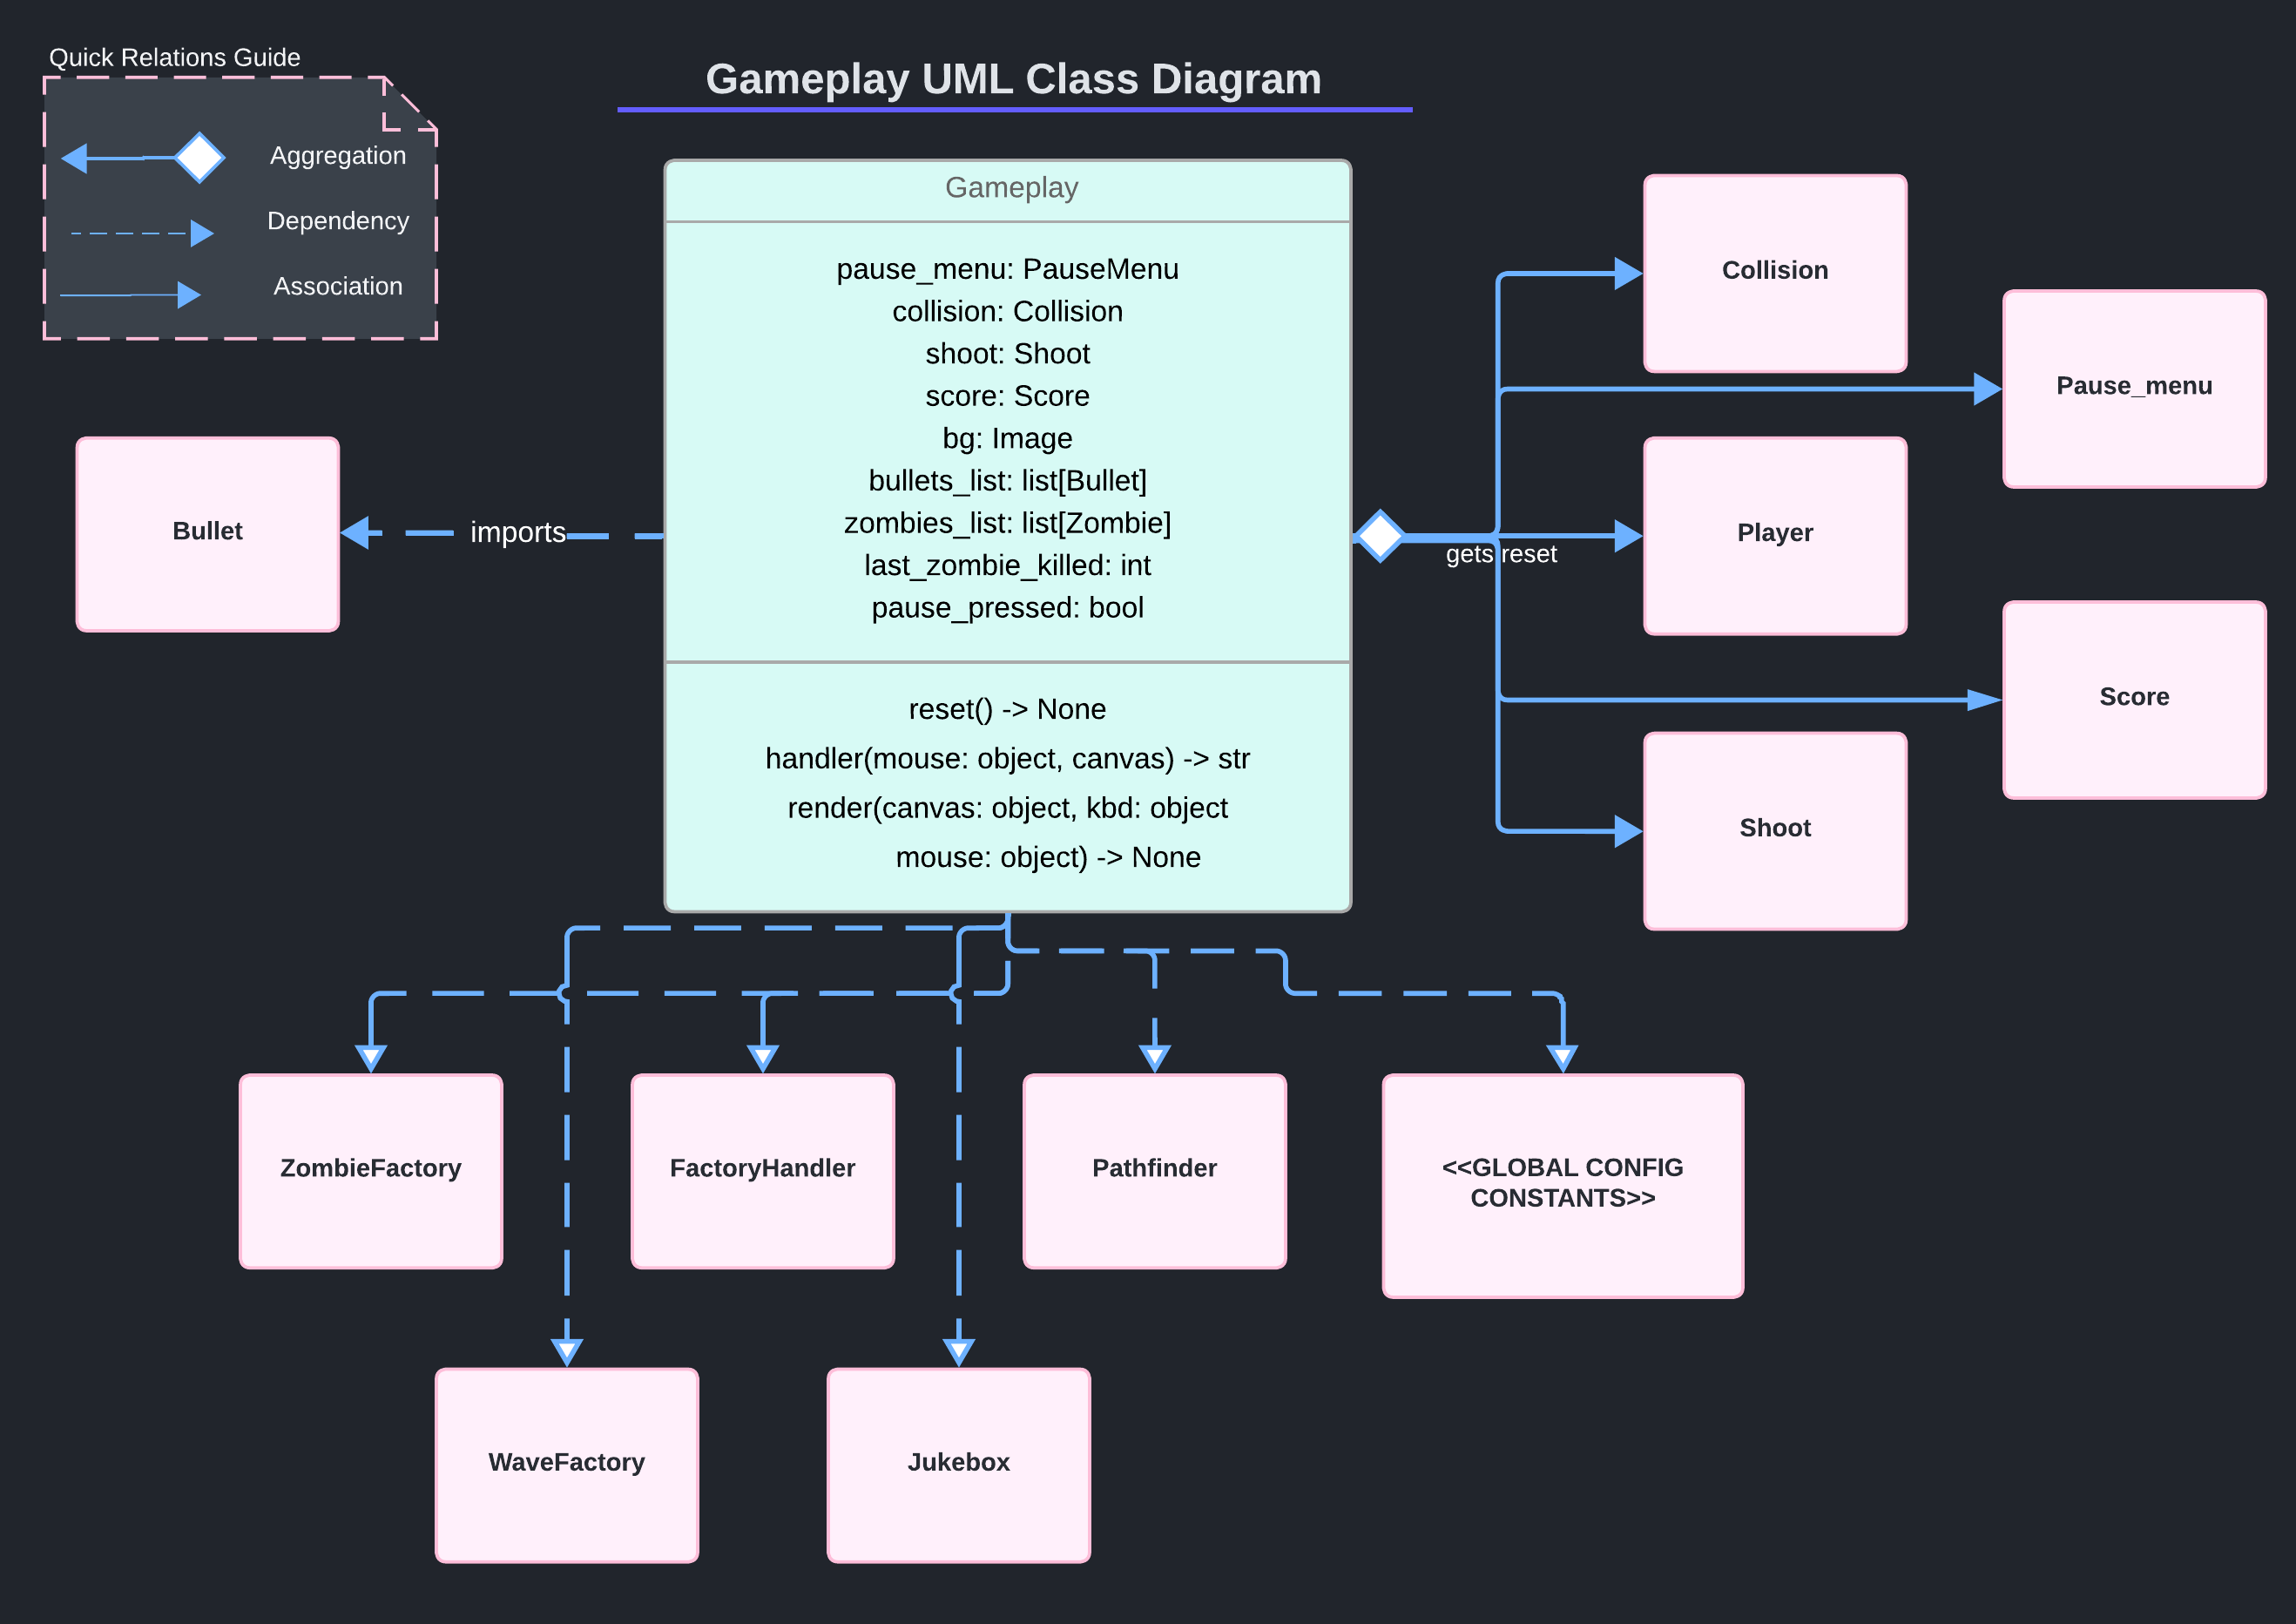 Quick Relations Guide
Aggregation
Dependency
Association
Gameplay UML Class Diagram
Gameplay
pause_menu: PauseMenu
collision: Collision
shoot: Shoot
score: Score
bg: Image
bullets_list: list[Bullet]
zombies_list: list[Zombie]
last_zombie_killed: int
pause_pressed: bool
reset() -> None
handler(mouse: object, canvas) -> str
render(canvas: object, kbd: object
mouse: object) -> None
Bullet
imports
gets reset
Collision
Pause_menu
Player
Score
Shoot
ZombieFactory
FactoryHandler
Pathfinder
<<GLOBAL CONFIG
CONSTANTS>>
WaveFactory
Jukebox